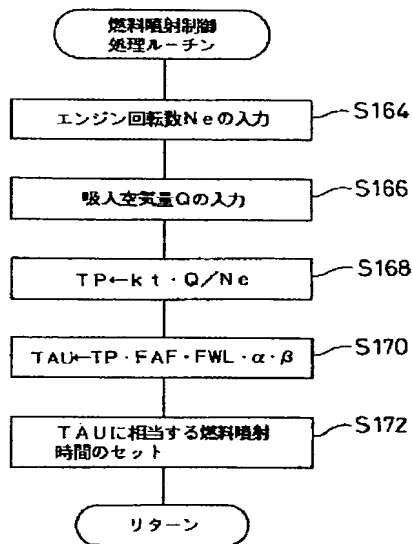 燃料噴射制御
処理ルーチン
エンジン回転数Neの入力
S164
吸入空気量Qの入力
S166
TP←kt・Q/Ne
S168
TAU←TP・FAF・FWL・α・β
S170
TAUに相当する燃料噴射
時間のセット
S172
リターン